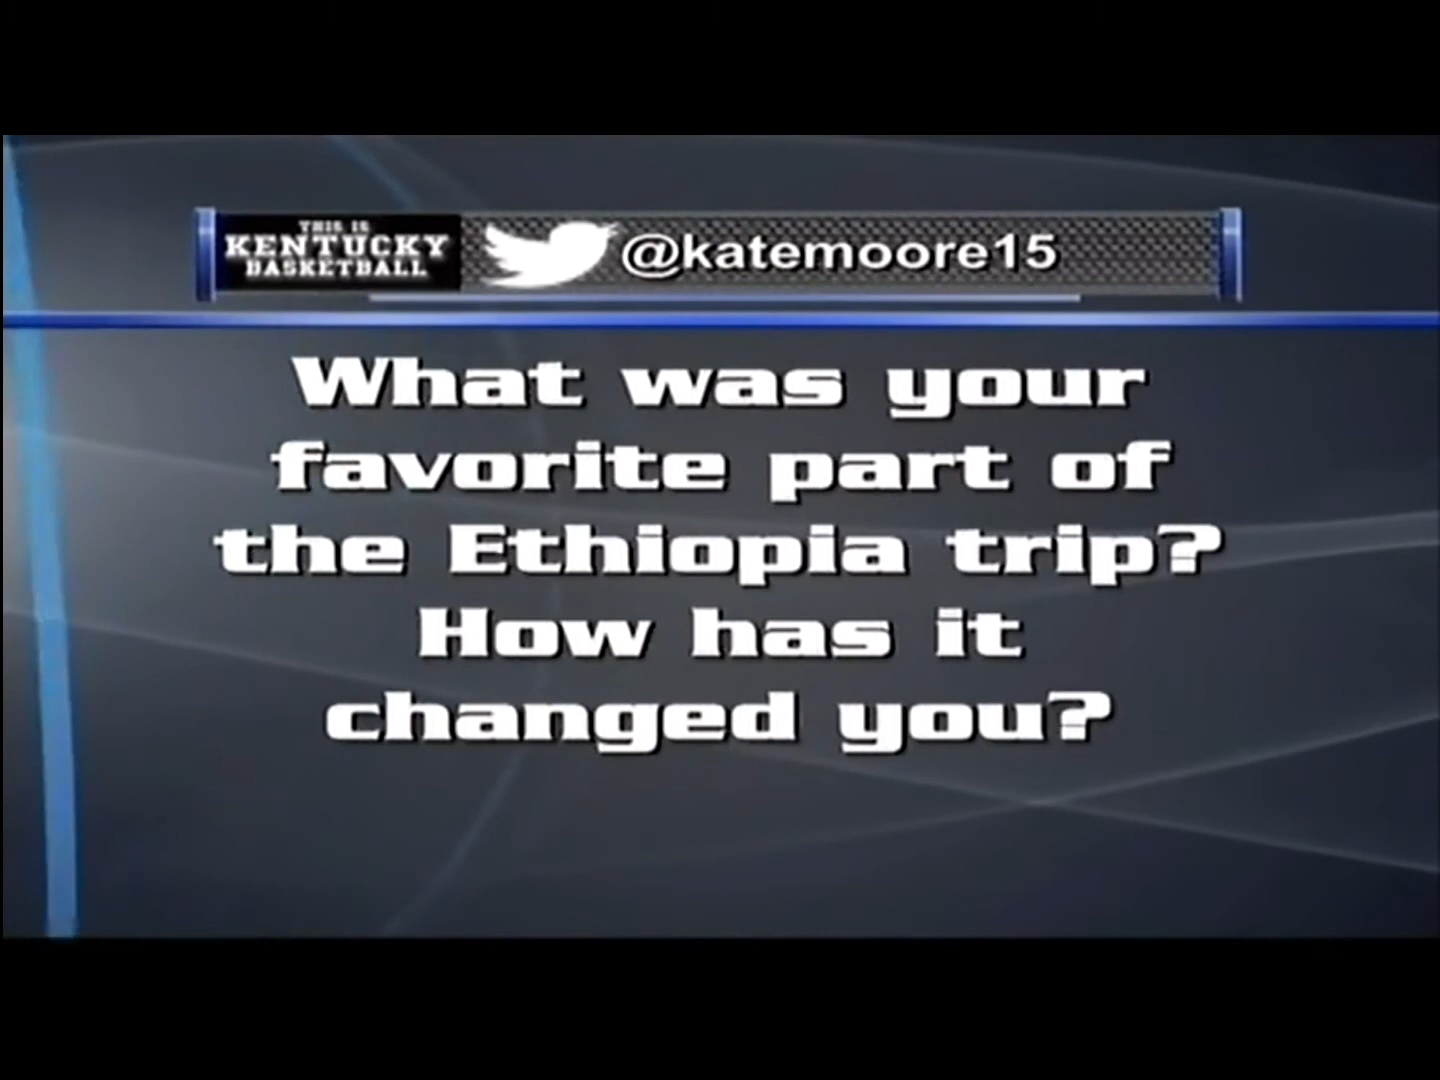 THIS IS
KENTUCKY
BASKETBALL
@katemoore15
What was your
favorite part of
the Ethiopia trip?
How has it
changed you?